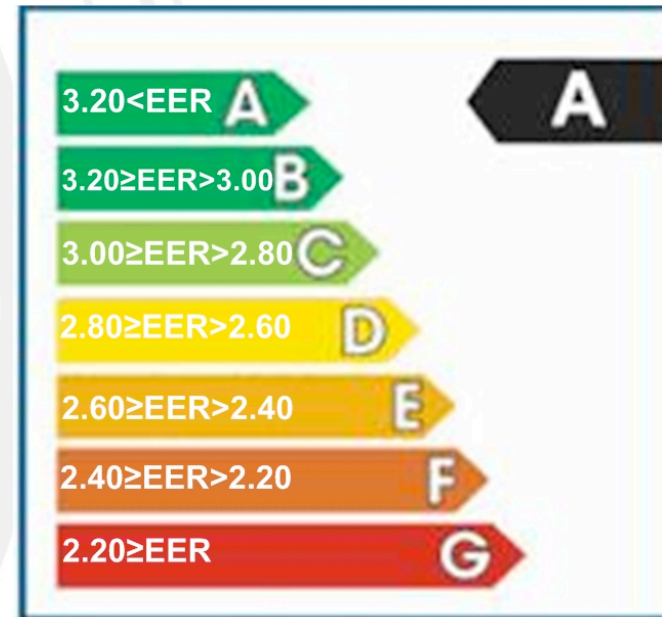 3.20<EER A A
3.20≥EER>3.00 B
3.00≥EER>2.80 C
2.80≥EER>2.60 D
2.60≥EER>2.40 E
2.40≥EER>2.20 F
2.20≥EER G